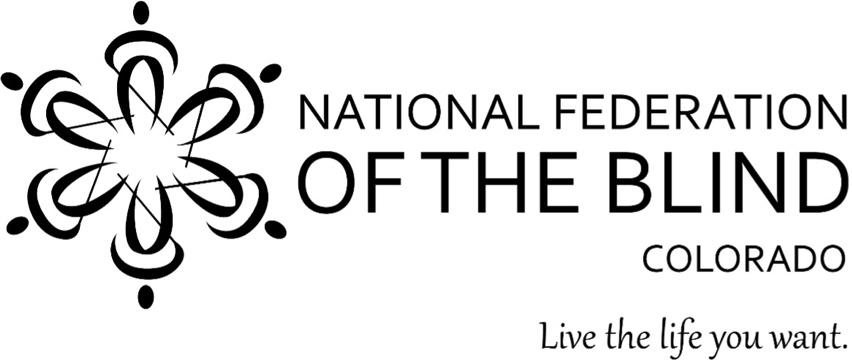 NATIONAL FEDERATION
OF THE BLIND
COLORADO
Live the life you want.